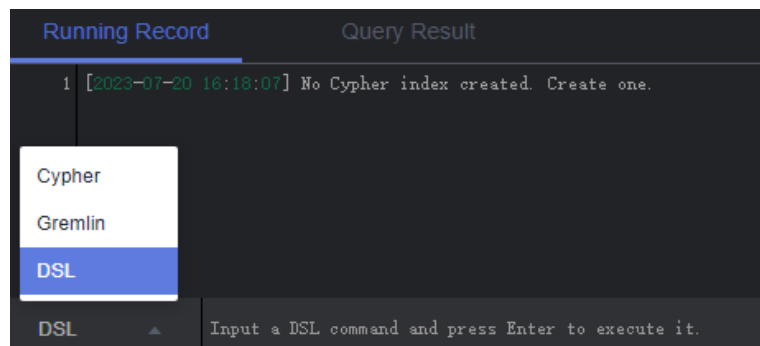 Running Record Query Result
1 [2023-07-20 16:18:07] No Cypher index created. Create one.
Cypher
Gremlin
DSL
DSL Input a DSL command and press Enter to execute it.